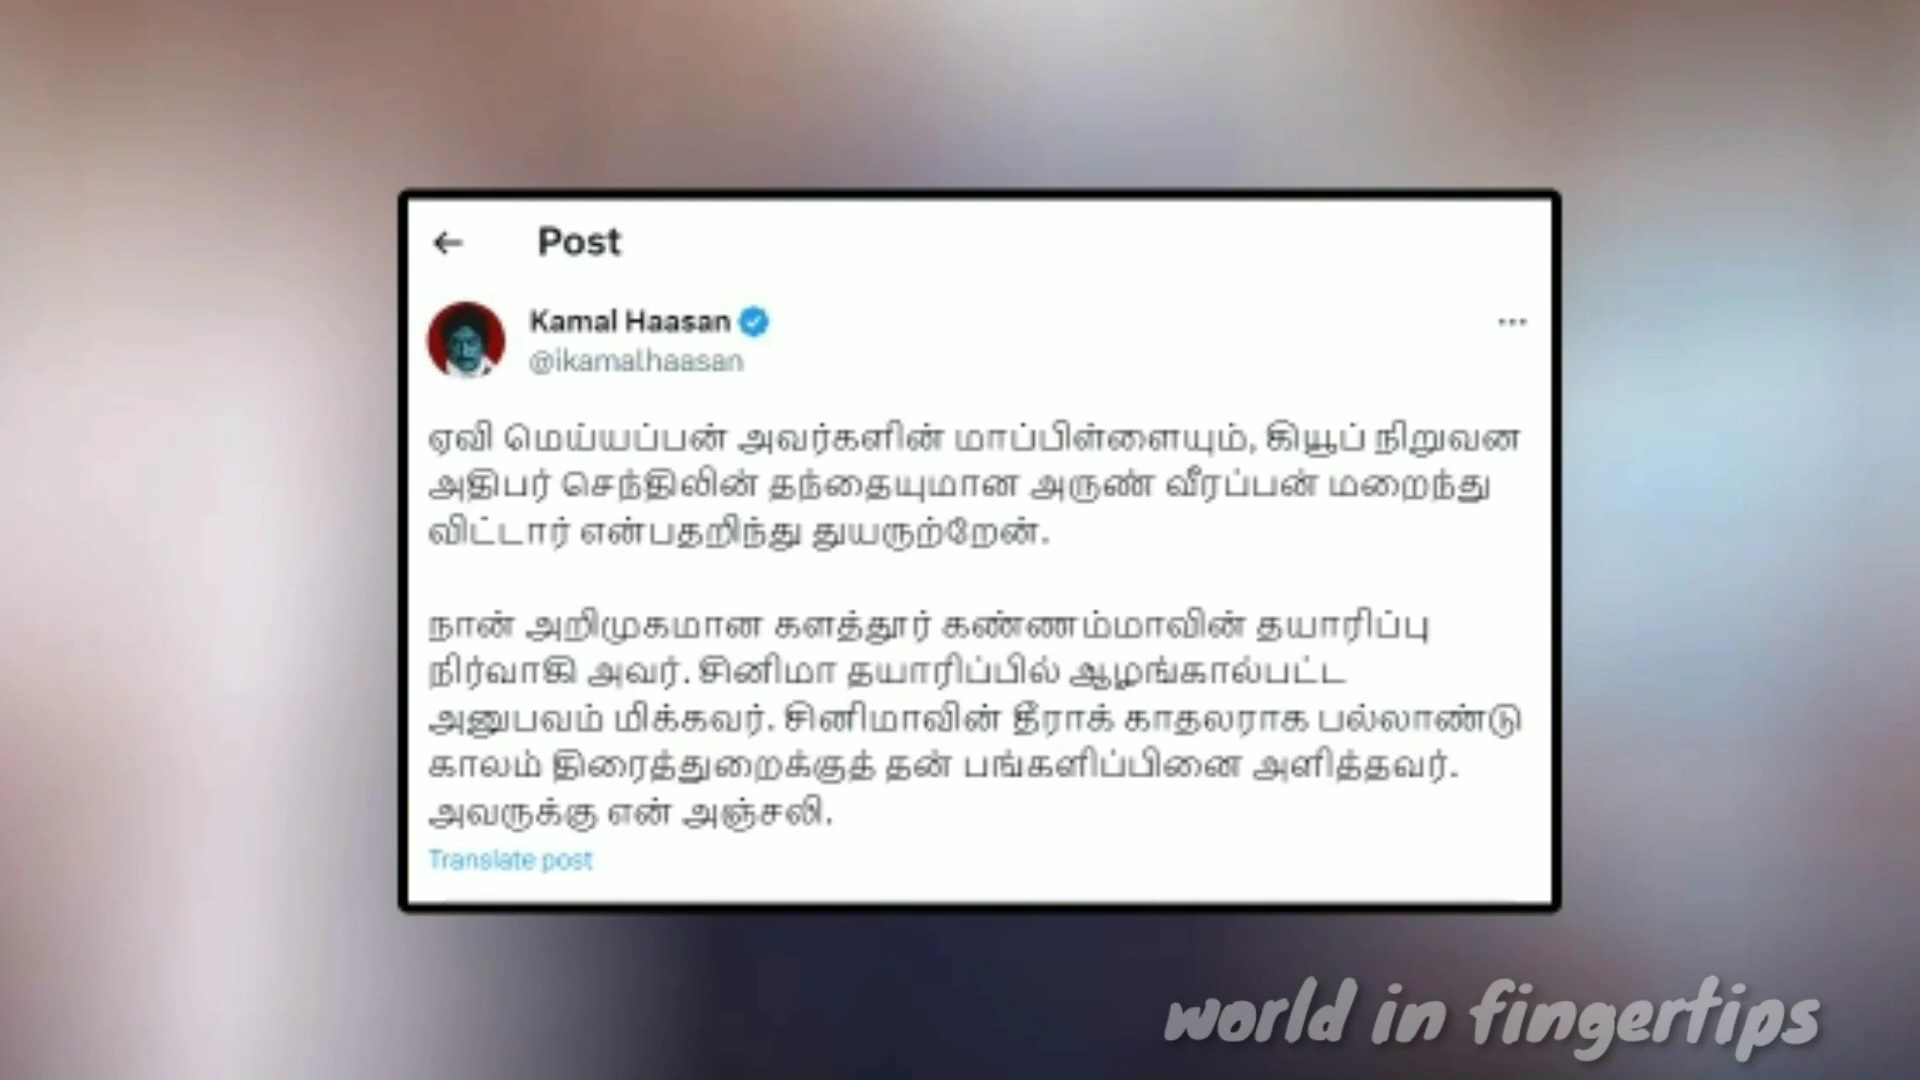 Post
Kamal Haasan
@ikamalhaasan
ஏவி மெய்யப்பன் அவர்களின் மாப்பிள்ளையும், கியூப் நிறுவன
அதிபர் செந்திலின் தந்தையுமான அருண் வீரப்பன் மறைந்து
விட்டார் என்பதறிந்து துயருற்றேன்.
நான் அறிமுகமான களத்தூர் கண்ணம்மாவின் தயாரிப்பு
நிர்வாகி அவர். சினிமா தயாரிப்பில் ஆழங்கால்பட்ட
அனுபவம் மிக்கவர். சினிமாவின் தீராக் காதலராக பல்லாண்டு
காலம் திரைத்துறைக்குத் தன் பங்களிப்பினை அளித்தவர்.
அவருக்கு என் அஞ்சலி.
Translate post
world in fingertips